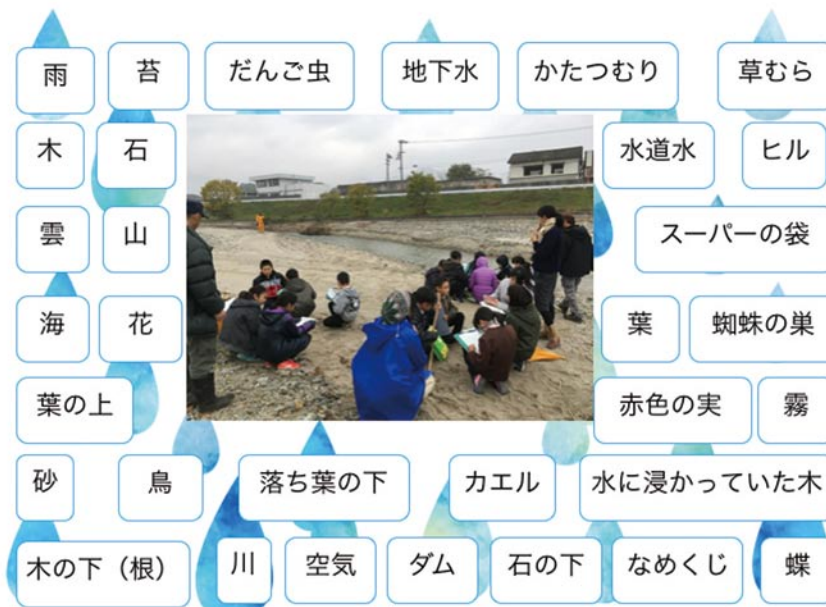 雨
苔
だんご虫
地下水
かたつむり
草むら
木
石
水道水
ヒル
雲
山
スーパーの袋
海
花
葉
蜘蛛の巣
葉の上
赤色の実
霧
砂
鳥
落ち葉の下
カエル
水に浸かっていた木
木の下（根）
川
空気
ダム
石の下
なめくじ
蝶